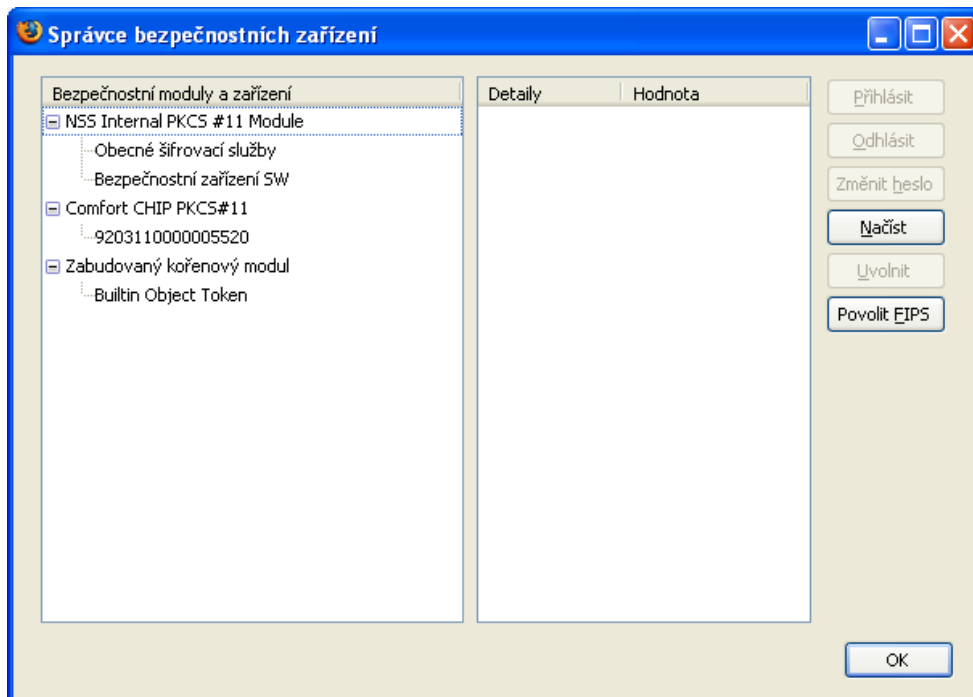 Správce bezpečnostních zařízení
Bezpečnostní moduly a zařízení
NSS Internal PKCS #11 Module
Obecné šifrovací služby
Bezpečnostní zařízení SW
Comfort CHIP PKCS#11
9203110000005520
Zabudovaný kořenový modul
Builtin Object Token
Detaily Hodnota
Přihlásit
Odhlásit
Změnit heslo
Načíst
Uvolnit
Povolit FIPS
OK